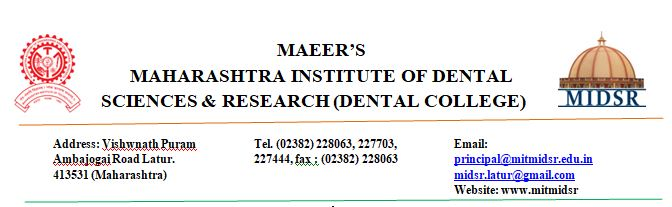 MAEER'S
MAHARASHTRA INSTITUTE OF DENTAL
SCIENCES & RESEARCH (DENTAL COLLEGE)
MIDSR
Address: Vishwnath Puram
Ambajogai Road Latur.
413531 (Maharashtra)
Tel. (02382) 228063, 227703,
227444, fax : (02382) 228063
Email:
principal@mitmidsr.edu.in
midsr.latur@gmail.com
Website: www.mitmidsr